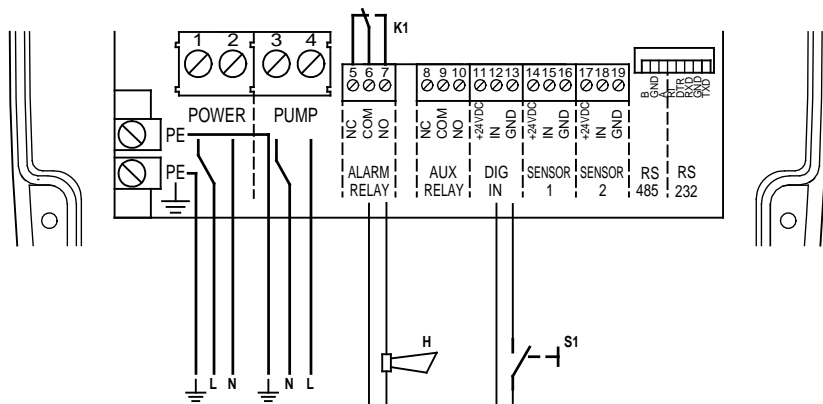 K1
1 2 3 4
5 6 7 8 9 10 11 12 13 14 15 16 17 18 19
POWER PUMP
NC COM NO NC COM NO +24VDC IN GND +24VDC IN GND +24VDC IN GND B GND A RI DTR RXD GND TXD
PE
PE
ALARM RELAY
AUX RELAY
DIG IN
SENSOR 1
SENSOR 2
RS 485
RS 232
H
S1
L N N L